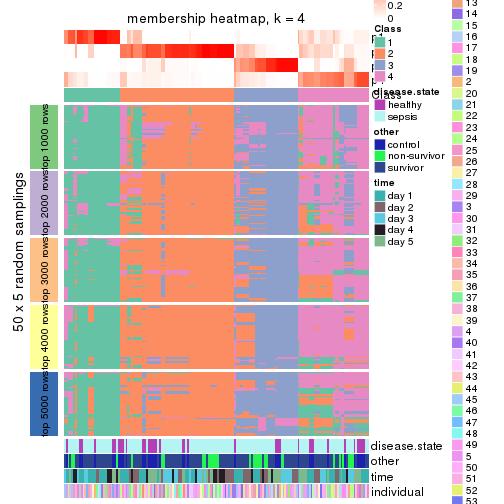 membership heatmap, k = 4
50 x 5 random samplings
top 1000 rows
top 2000 rows
top 3000 rows
top 4000 rows
top 5000 rows
Class
disease.state
other
time
individual
0.2
0
Class
1
2
3
4
disease.state
healthy
sepsis
other
control
non-survivor
survivor
time
day 1
day 2
day 3
day 4
day 5
13
14
15
16
17
18
19
2
20
21
22
23
24
25
26
27
28
29
3
30
31
32
33
34
35
36
37
38
39
4
40
41
42
43
44
45
46
47
48
49
5
50
51
52
53